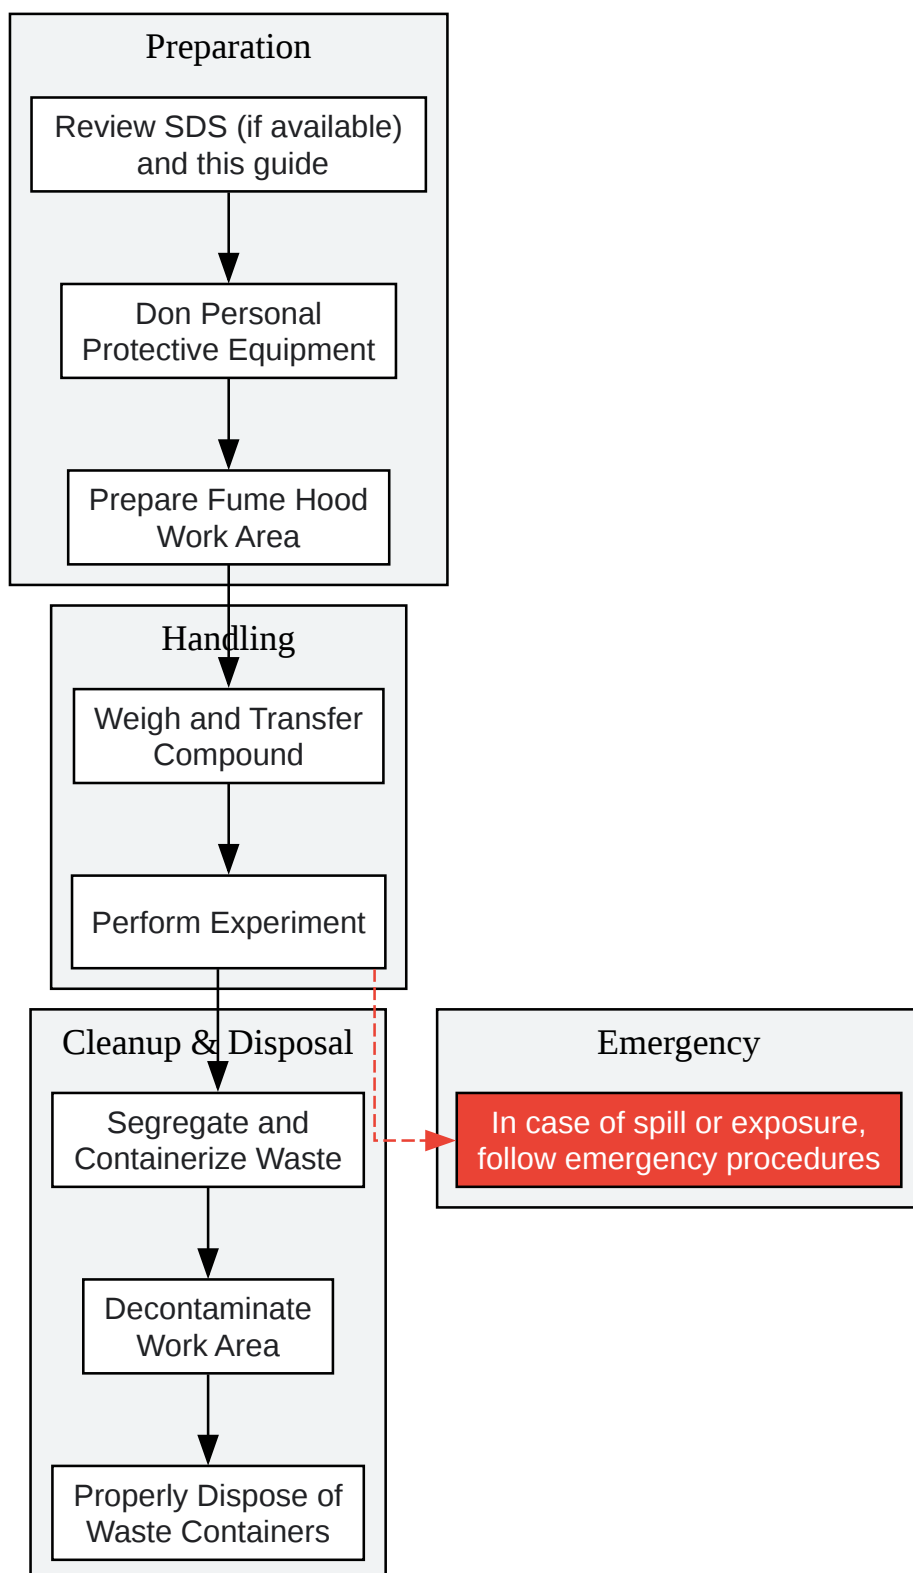 Preparation
Review SDS (if available)
and this guide
Don Personal
Protective Equipment
Prepare Fume Hood
Work Area
Handling
Weigh and Transfer
Compound
Perform Experiment
Cleanup & Disposal
Segregate and
Containerize Waste
Decontaminate
Work Area
Properly Dispose of
Waste Containers
Emergency
In case of spill or exposure,
follow emergency procedures